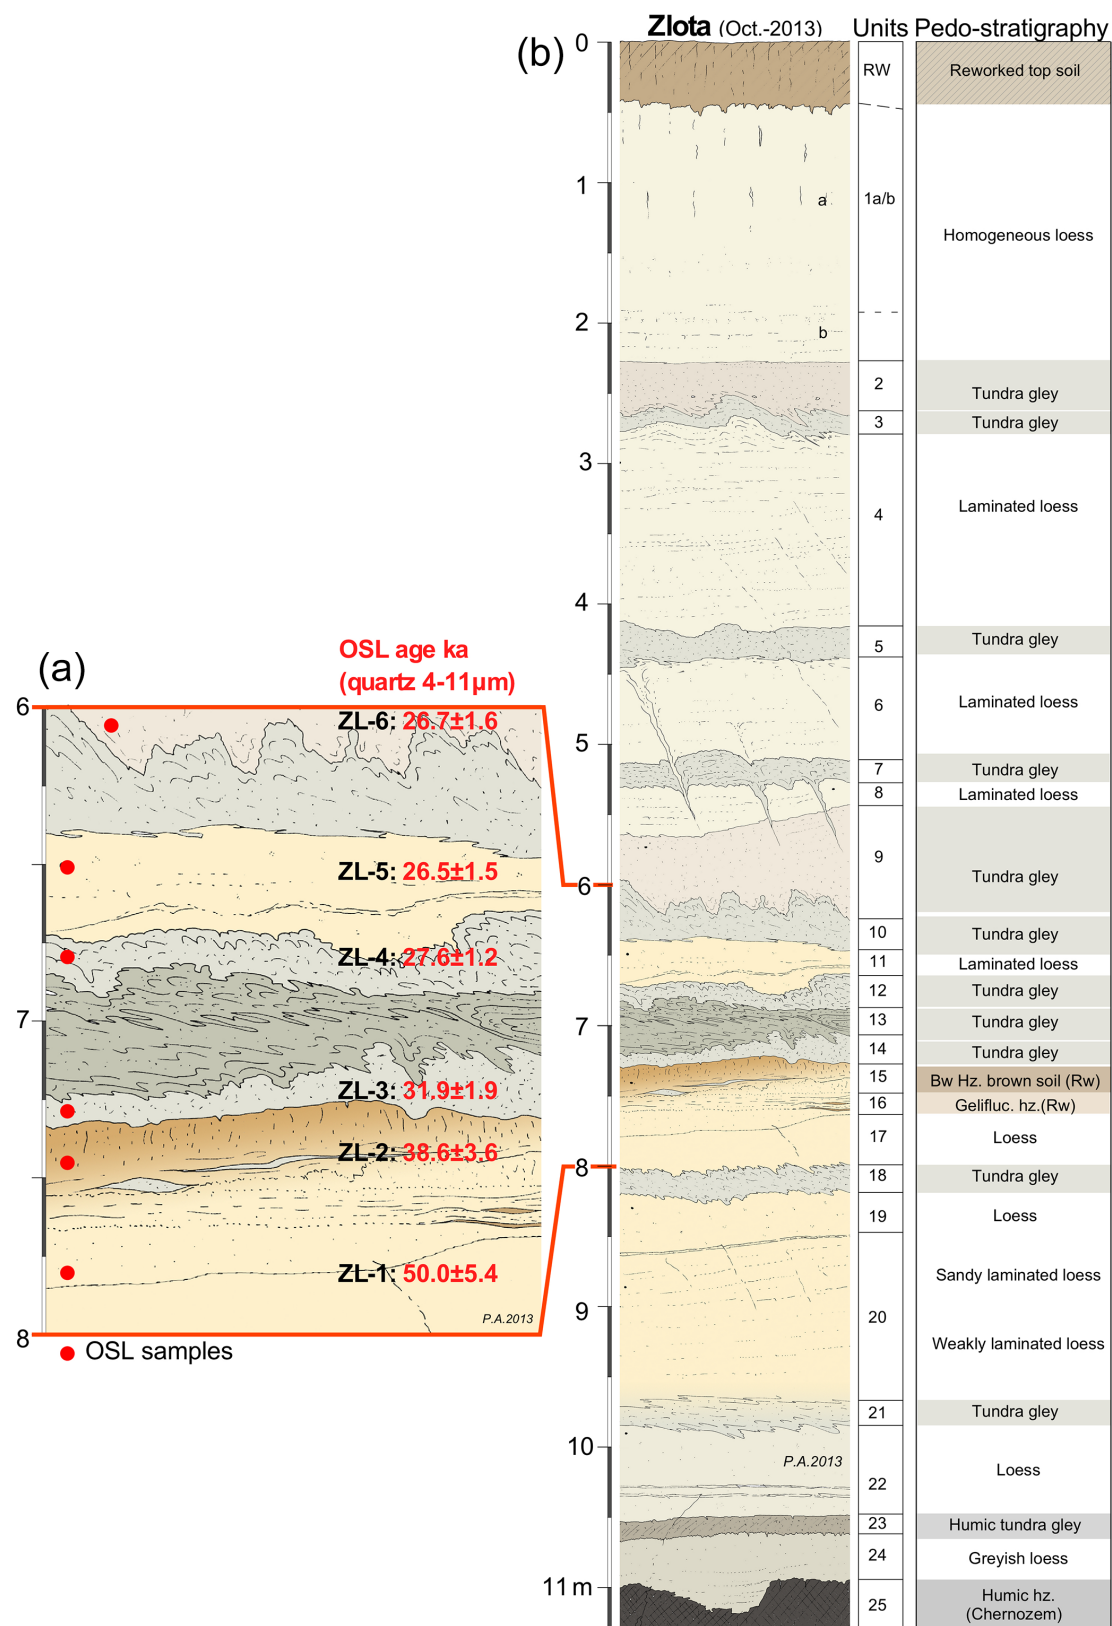 Zlota (Oct.-2013) Units Pedo-stratigraphy
(b)
0
RW
Reworked top soil
1
a
1a/b
Homogeneous loess
2
b
2
Tundra gley
3
Tundra gley
3
4
Laminated loess
4
5
Tundra gley
6
Laminated loess
5
7
Tundra gley
8
Laminated loess
9
Tundra gley
6
10
Tundra gley
11
Laminated loess
12
Tundra gley
7
13
Tundra gley
14
Tundra gley
15
Bw Hz. brown soil (Rw)
16
Gelifluc. hz.(Rw)
17
Loess
8
18
Tundra gley
19
Loess
Sandy laminated loess
9
20
Weakly laminated loess
21
Tundra gley
10
P.A.2013
22
Loess
23
Humic tundra gley
24
Greyish loess
11 m
25
Humic hz.
(Chernozem)
(a)
OSL age ka
(quartz 4-11µm)
6
ZL-6: 26.7±1.6
ZL-5: 26.5±1.5
ZL-4: 27.6±1.2
7
ZL-3: 31.9±1.9
ZL-2: 38.6±3.6
ZL-1: 50.0±5.4
P.A.2013
8
OSL samples